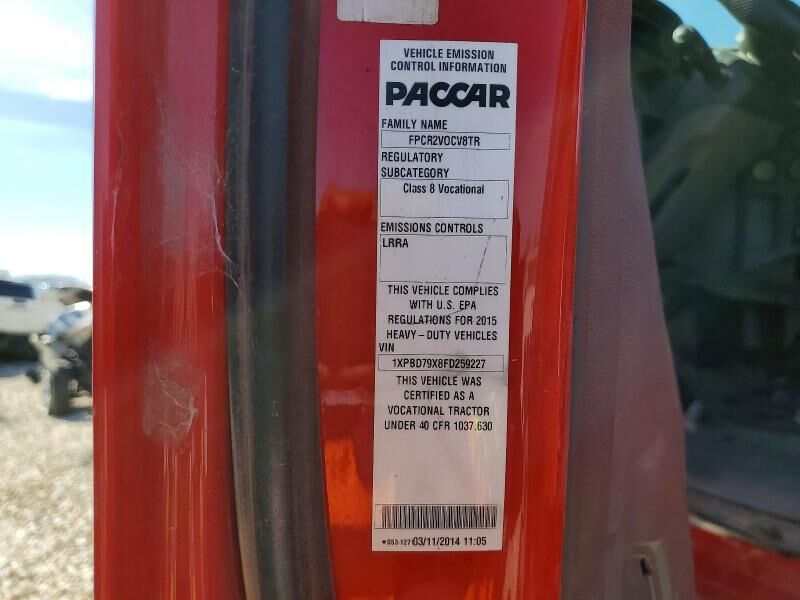 VEHICLE EMISSION
CONTROL INFORMATION
PACCAR
FAMILY NAME
FPCR2VOCV8TR
REGULATORY
SUBCATEGORY
Class 8 Vocational
EMISSIONS CONTROLS
LRRA
THIS VEHICLE COMPLIES
WITH U.S. EPA
REGULATIONS FOR 2015
HEAVY-DUTY VEHICLES
VIN
1XPBD79X8FD259227
THIS VEHICLE WAS
CERTIFIED AS A
VOCATIONAL TRACTOR
UNDER 40 CFR 1037.630
03/11/2014 11:05